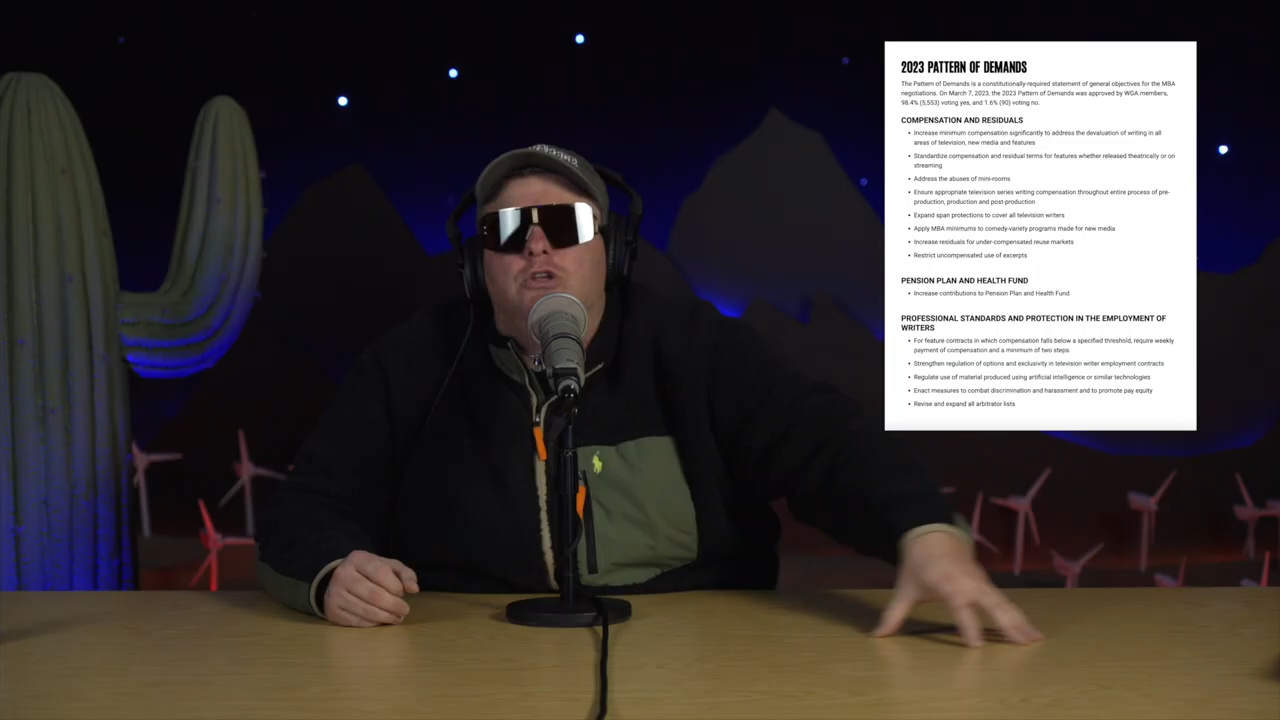 2023 PATTERN OF DEMANDS
The Pattern of Demands is a constitutionally-required statement of general objectives for the MBA
negotiations. On March 7, 2023, the 2023 Pattern of Demands was approved by WGA members,
98.4% (5,553) voting yes, and 1.6% (90) voting no.
COMPENSATION AND RESIDUALS
• Increase minimum compensation significantly to address the devaluation of writing in all
areas of television, new media and features
• Standardize compensation and residual terms for features whether released theatrically or on
streaming
• Address the abuses of mini-rooms
• Ensure appropriate television series writing compensation throughout entire process of pre-
production, production and post-production
• Expand span protections to cover all television writers
• Apply MBA minimums to comedy-variety programs made for new media
• Increase residuals for under-compensated reuse markets
• Restrict uncompensated use of excerpts
PENSION PLAN AND HEALTH FUND
• Increase contributions to Pension Plan and Health Fund
PROFESSIONAL STANDARDS AND PROTECTION IN THE EMPLOYMENT OF
WRITERS
• For feature contracts in which compensation falls below a specified threshold, require weekly
payment of compensation and a minimum of two steps
• Strengthen regulation of options and exclusivity in television writer employment contracts
• Regulate use of material produced using artificial intelligence or similar technologies
• Enact measures to combat discrimination and harassment and to promote pay equity
• Revise and expand all arbitrator lists